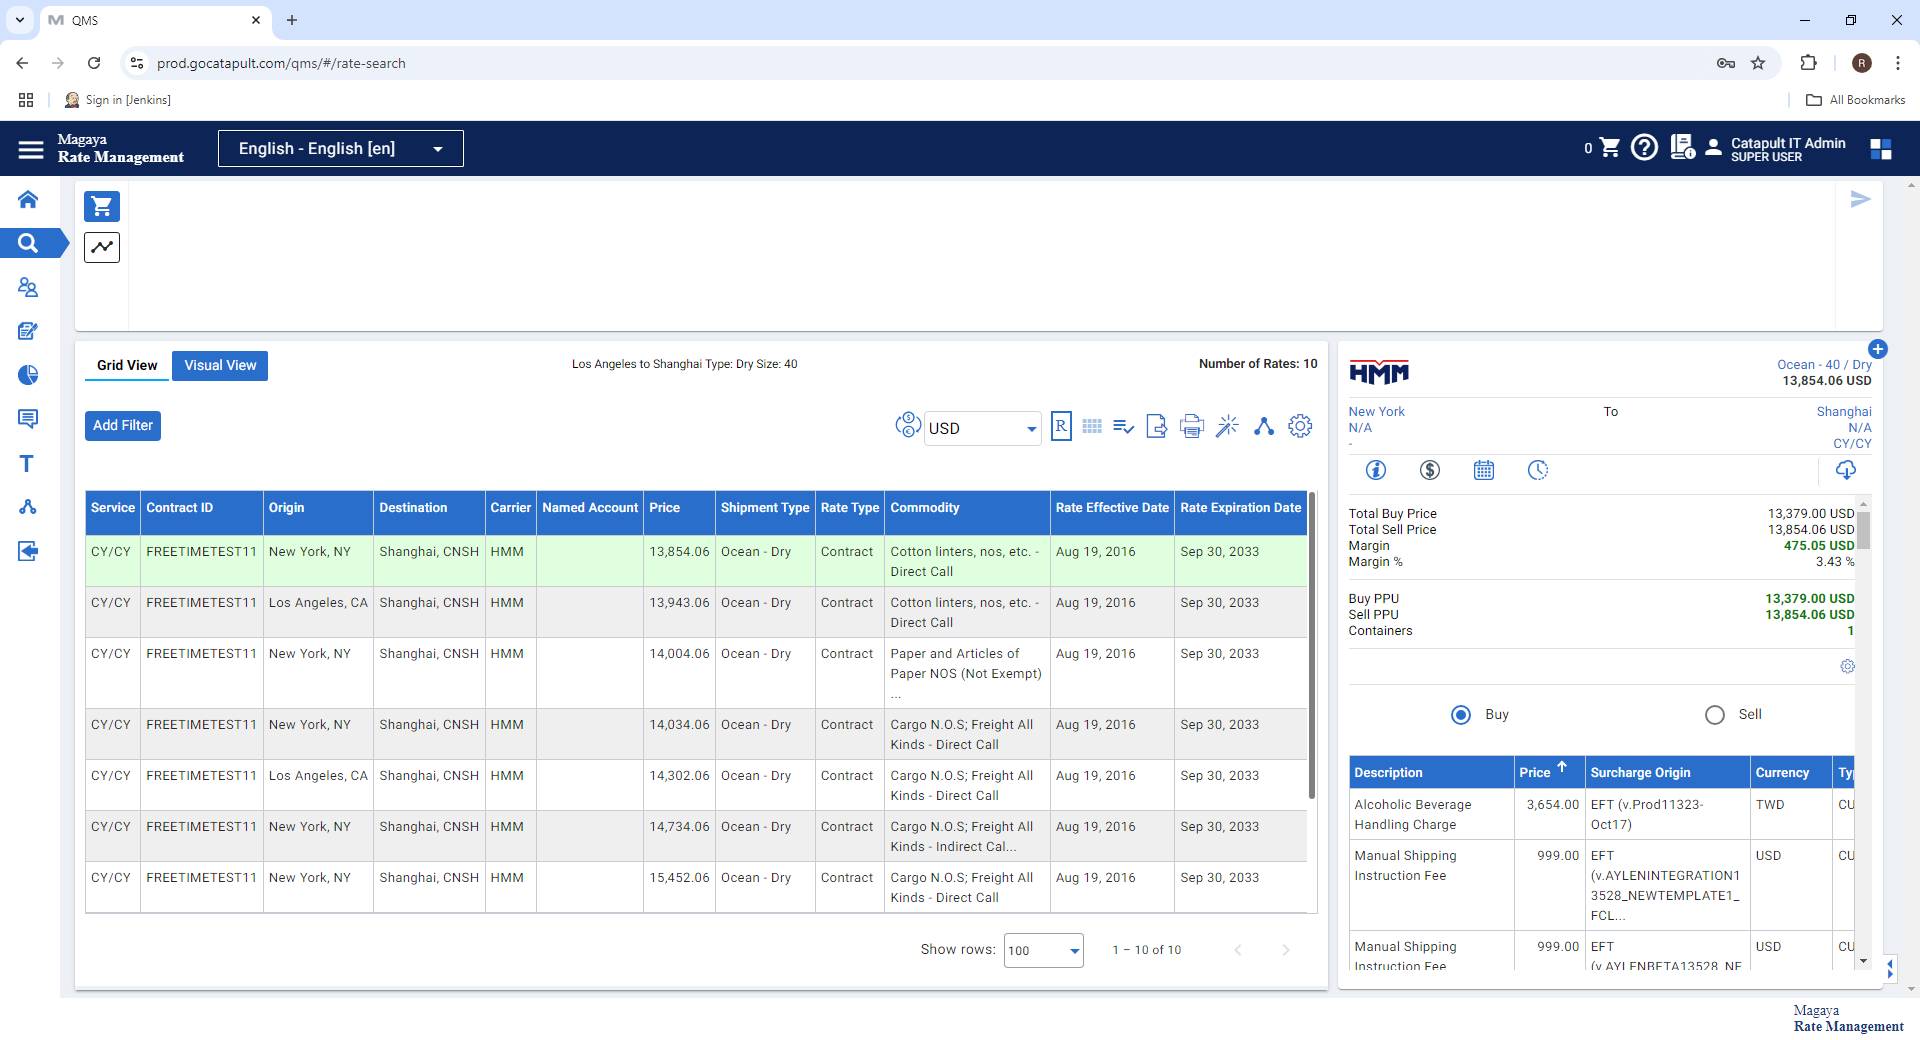 QMS
prod.gocatapult.com/qms/#/rate-search
R
Sign in [Jenkins]
All Bookmarks
Magaya
Rate Management
English - English [en]
0
Catapult IT Admin
SUPER USER
Grid View
Visual View
Los Angeles to Shanghai Type: Dry Size: 40
Number of Rates: 10
Add Filter
USD
R
Service Contract ID Origin Destination Carrier Named Account Price Shipment Type Rate Type Commodity Rate Effective Date Rate Expiration Date
CY/CY FREETIMETEST11 New York, NY Shanghai, CNSH HMM 13,854.06 Ocean - Dry Contract Cotton linters, nos, etc. - Aug 19, 2016 Sep 30, 2033
Direct Call
CY/CY FREETIMETEST11 Los Angeles, CA Shanghai, CNSH HMM 13,943.06 Ocean - Dry Contract Cotton linters, nos, etc. - Aug 19, 2016 Sep 30, 2033
Direct Call
CY/CY FREETIMETEST11 New York, NY Shanghai, CNSH HMM 14,004.06 Ocean - Dry Contract Paper and Articles of Aug 19, 2016 Sep 30, 2033
Paper NOS (Not Exempt)
...
CY/CY FREETIMETEST11 New York, NY Shanghai, CNSH HMM 14,034.06 Ocean - Dry Contract Cargo N.O.S; Freight All Aug 19, 2016 Sep 30, 2033
Kinds - Direct Call
CY/CY FREETIMETEST11 Los Angeles, CA Shanghai, CNSH HMM 14,302.06 Ocean - Dry Contract Cargo N.O.S; Freight All Aug 19, 2016 Sep 30, 2033
Kinds - Direct Call
CY/CY FREETIMETEST11 New York, NY Shanghai, CNSH HMM 14,734.06 Ocean - Dry Contract Cargo N.O.S; Freight All Aug 19, 2016 Sep 30, 2033
Kinds - Indirect Cal...
CY/CY FREETIMETEST11 New York, NY Shanghai, CNSH HMM 15,452.06 Ocean - Dry Contract Cargo N.O.S; Freight All Aug 19, 2016 Sep 30, 2033
Kinds - Direct Call
Show rows: 100 1 – 10 of 10
HMM
Ocean - 40 / Dry
13,854.06 USD
New York To Shanghai
N/A N/A
- CY/CY
Total Buy Price 13,379.00 USD
Total Sell Price 13,854.06 USD
Margin 475.05 USD
Margin % 3.43 %
Buy PPU 13,379.00 USD
Sell PPU 13,854.06 USD
Containers 1
Buy Sell
Description Price Surcharge Origin Currency Ty
Alcoholic Beverage 3,654.00 EFT (v.Prod11323- TWD CU
Handling Charge Oct17)
Manual Shipping 999.00 EFT USD CU
Instruction Fee (v.AYLENINTEGRATION1
3528_NEWTEMPLATE1_
FCL...
Manual Shipping 999.00 EFT USD CU
Instruction Fee (v.AYLENBETA13528_NE
Magaya
Rate Management